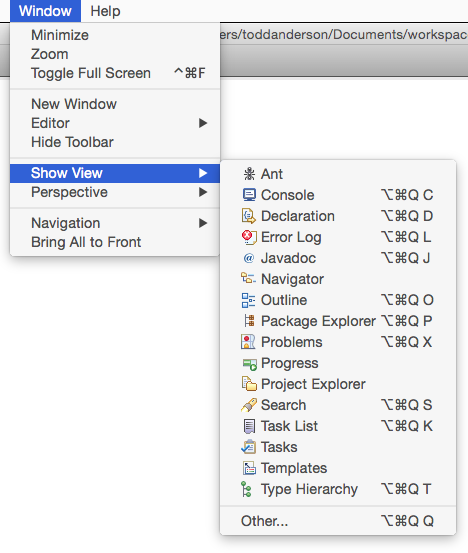 Window Help
ers/toddanderson/Documents/workspac
Minimize
Zoom
Toggle Full Screen ^⌘F
New Window
Editor ▶
Hide Toolbar
Show View ▶
Perspective ▶
Navigation ▶
Bring All to Front
Ant
Console ⌥⌘Q C
Declaration ⌥⌘Q D
Error Log ⌥⌘Q L
Javadoc ⌥⌘Q J
Navigator
Outline ⌥⌘Q O
Package Explorer ⌥⌘Q P
Problems ⌥⌘Q X
Progress
Project Explorer
Search ⌥⌘Q S
Task List ⌥⌘Q K
Tasks
Templates
Type Hierarchy ⌥⌘Q T
Other... ⌥⌘Q Q